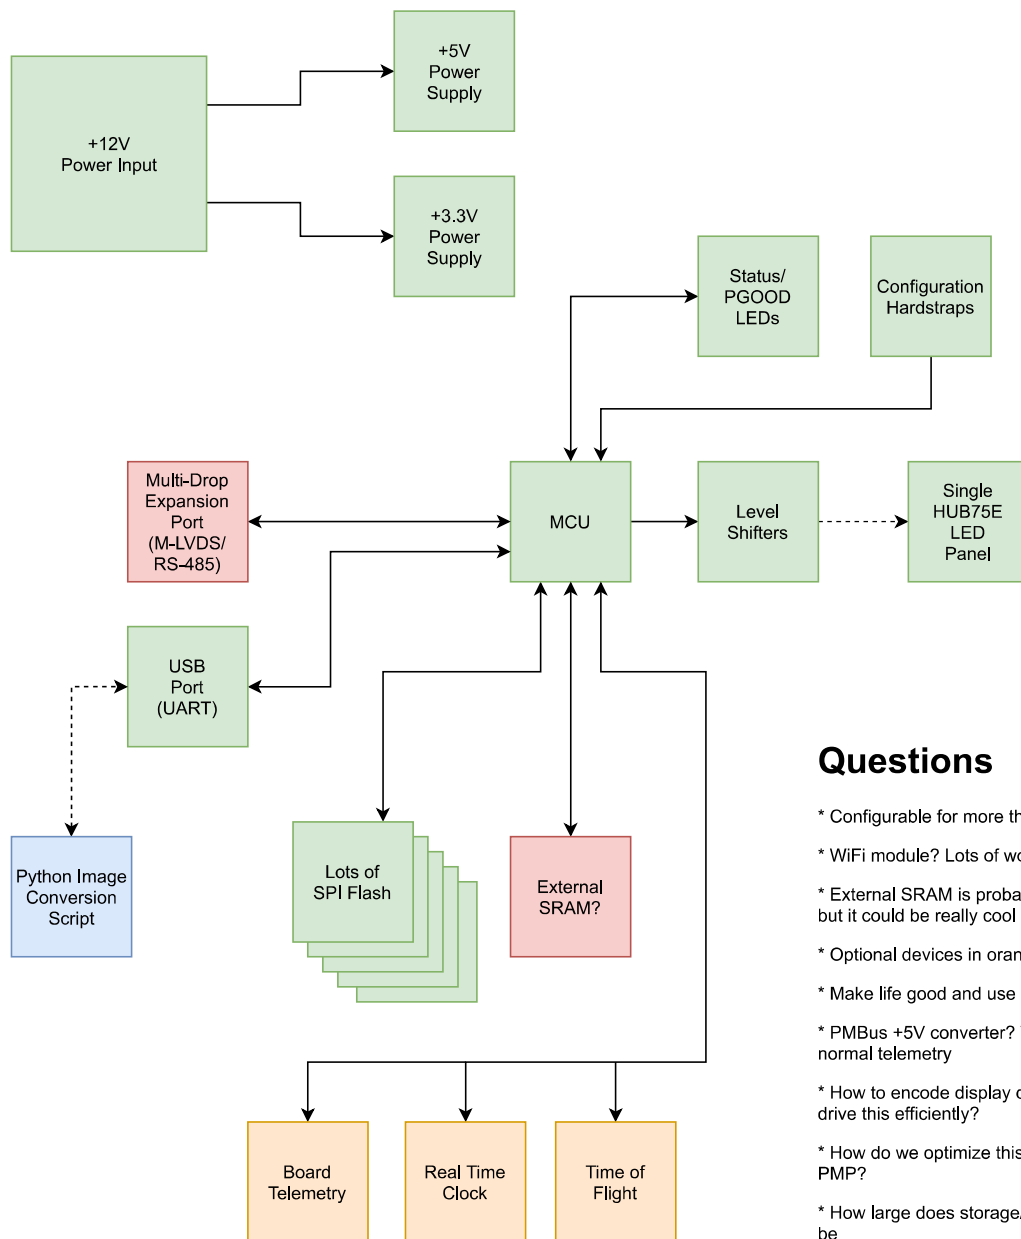 +5V
Power
Supply
+12V
Power Input
+3.3V
Power
Supply
Status/
PGOOD
LEDs
Configuration
Hardstraps
Multi-Drop
Expansion
Port
(M-LVDS/
RS-485)
MCU
Level
Shifters
Single
HUB75E
LED
Panel
USB
Port
(UART)
Python Image
Conversion
Script
Lots of
SPI Flash
External
SRAM?
Board
Telemetry
Real Time
Clock
Time of
Flight
Questions
* Configurable for more
* WiFi module? Lots of
* External SRAM is
but it could be really cool
* Optional devices in
* Make life good and use
* PMBus +5V converter?
normal telemetry
* How to encode display
drive this efficiently?
* How do we optimize this
PMP?
* How large does storage/
be